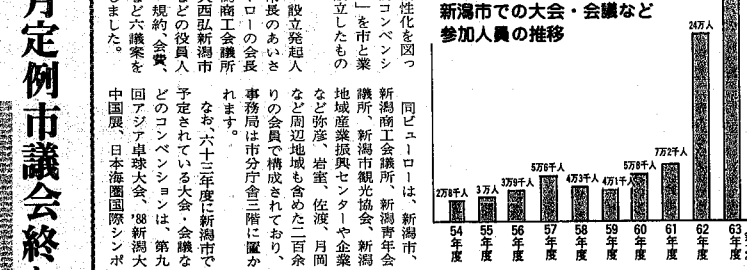 性化を図っ
コンベンシ
」を市と業
立したもの
設立発起人
長のあいさ
ローの会長
潟商工会議所
大西弘新潟市
などの役員人
規約、会費、
など六議案を
しました。
同ビューローは、新潟市、
新潟商工会議所、新潟青年会
議所、新潟市観光協会、新潟
地域産業振興センターや企業
など弥彦、岩室、佐渡、月岡
など周辺地域も含めた二百余
りの会員で構成されており、
事務局は市分庁舎三階に置か
れます。
なお、六十三年度に新潟市で
予定されている大会・会議な
どのコンベンションは、第九
回アジア卓球大会、'88新潟大
中国展、日本海圏国際シンポ
月定例市議会終わ
新潟市での大会・会議など
参加人員の推移
2万8千人
3万人
3万9千人
5万6千人
4万3千人
4万1千人
5万8千人
7万2千人
24万人
54年度
55年度
56年度
57年度
58年度
59年度
60年度
61年度
62年度
63年度